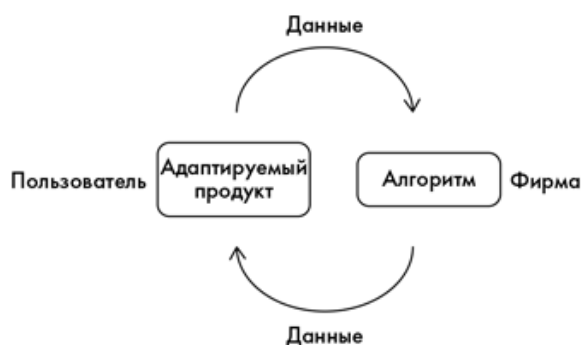 Данные
Пользователь
Адаптируемый
продукт
Алгоритм
Фирма
Данные